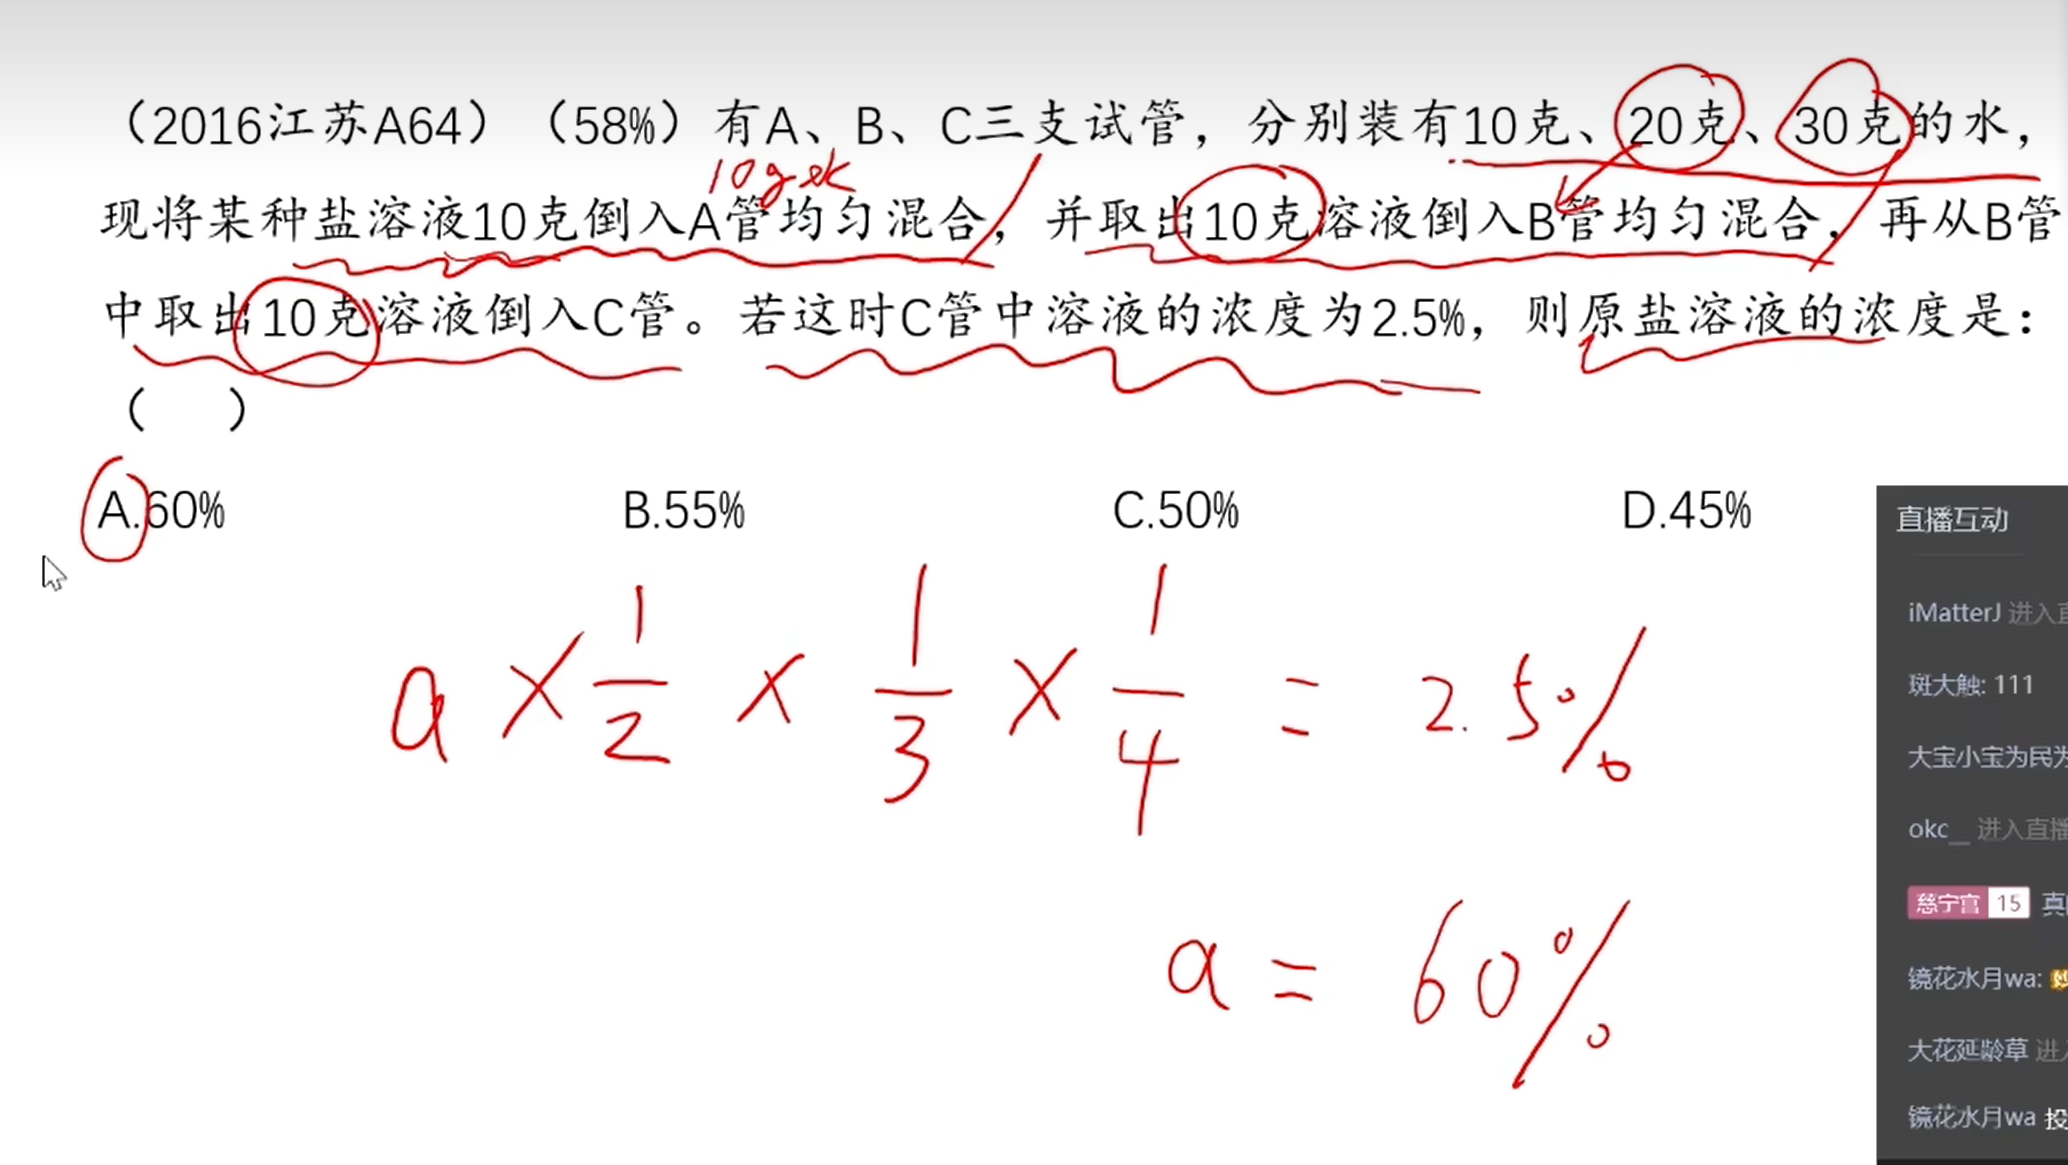 （2016江苏A64）（58%）有A、B、C三支试管，分别装有10克、20克、30克的水，
10g水
现将某种盐溶液10克倒入A管均匀混合，并取出10克溶液倒入B管均匀混合，再从B管
中取出10克溶液倒入C管。若这时C管中溶液的浓度为2.5%，则原盐溶液的浓度是：
（ ）
A.60% B.55% C.50% D.45%
a × 1/2 × 1/3 × 1/4 = 2.5%
a = 60%
直播互动
iMatterJ 进入直
斑大触: 111
大宝小宝为民为
okc__ 进入直播
慈宁宫 15 真
镜花水月wa:
大花延龄草 进入
镜花水月wa 投